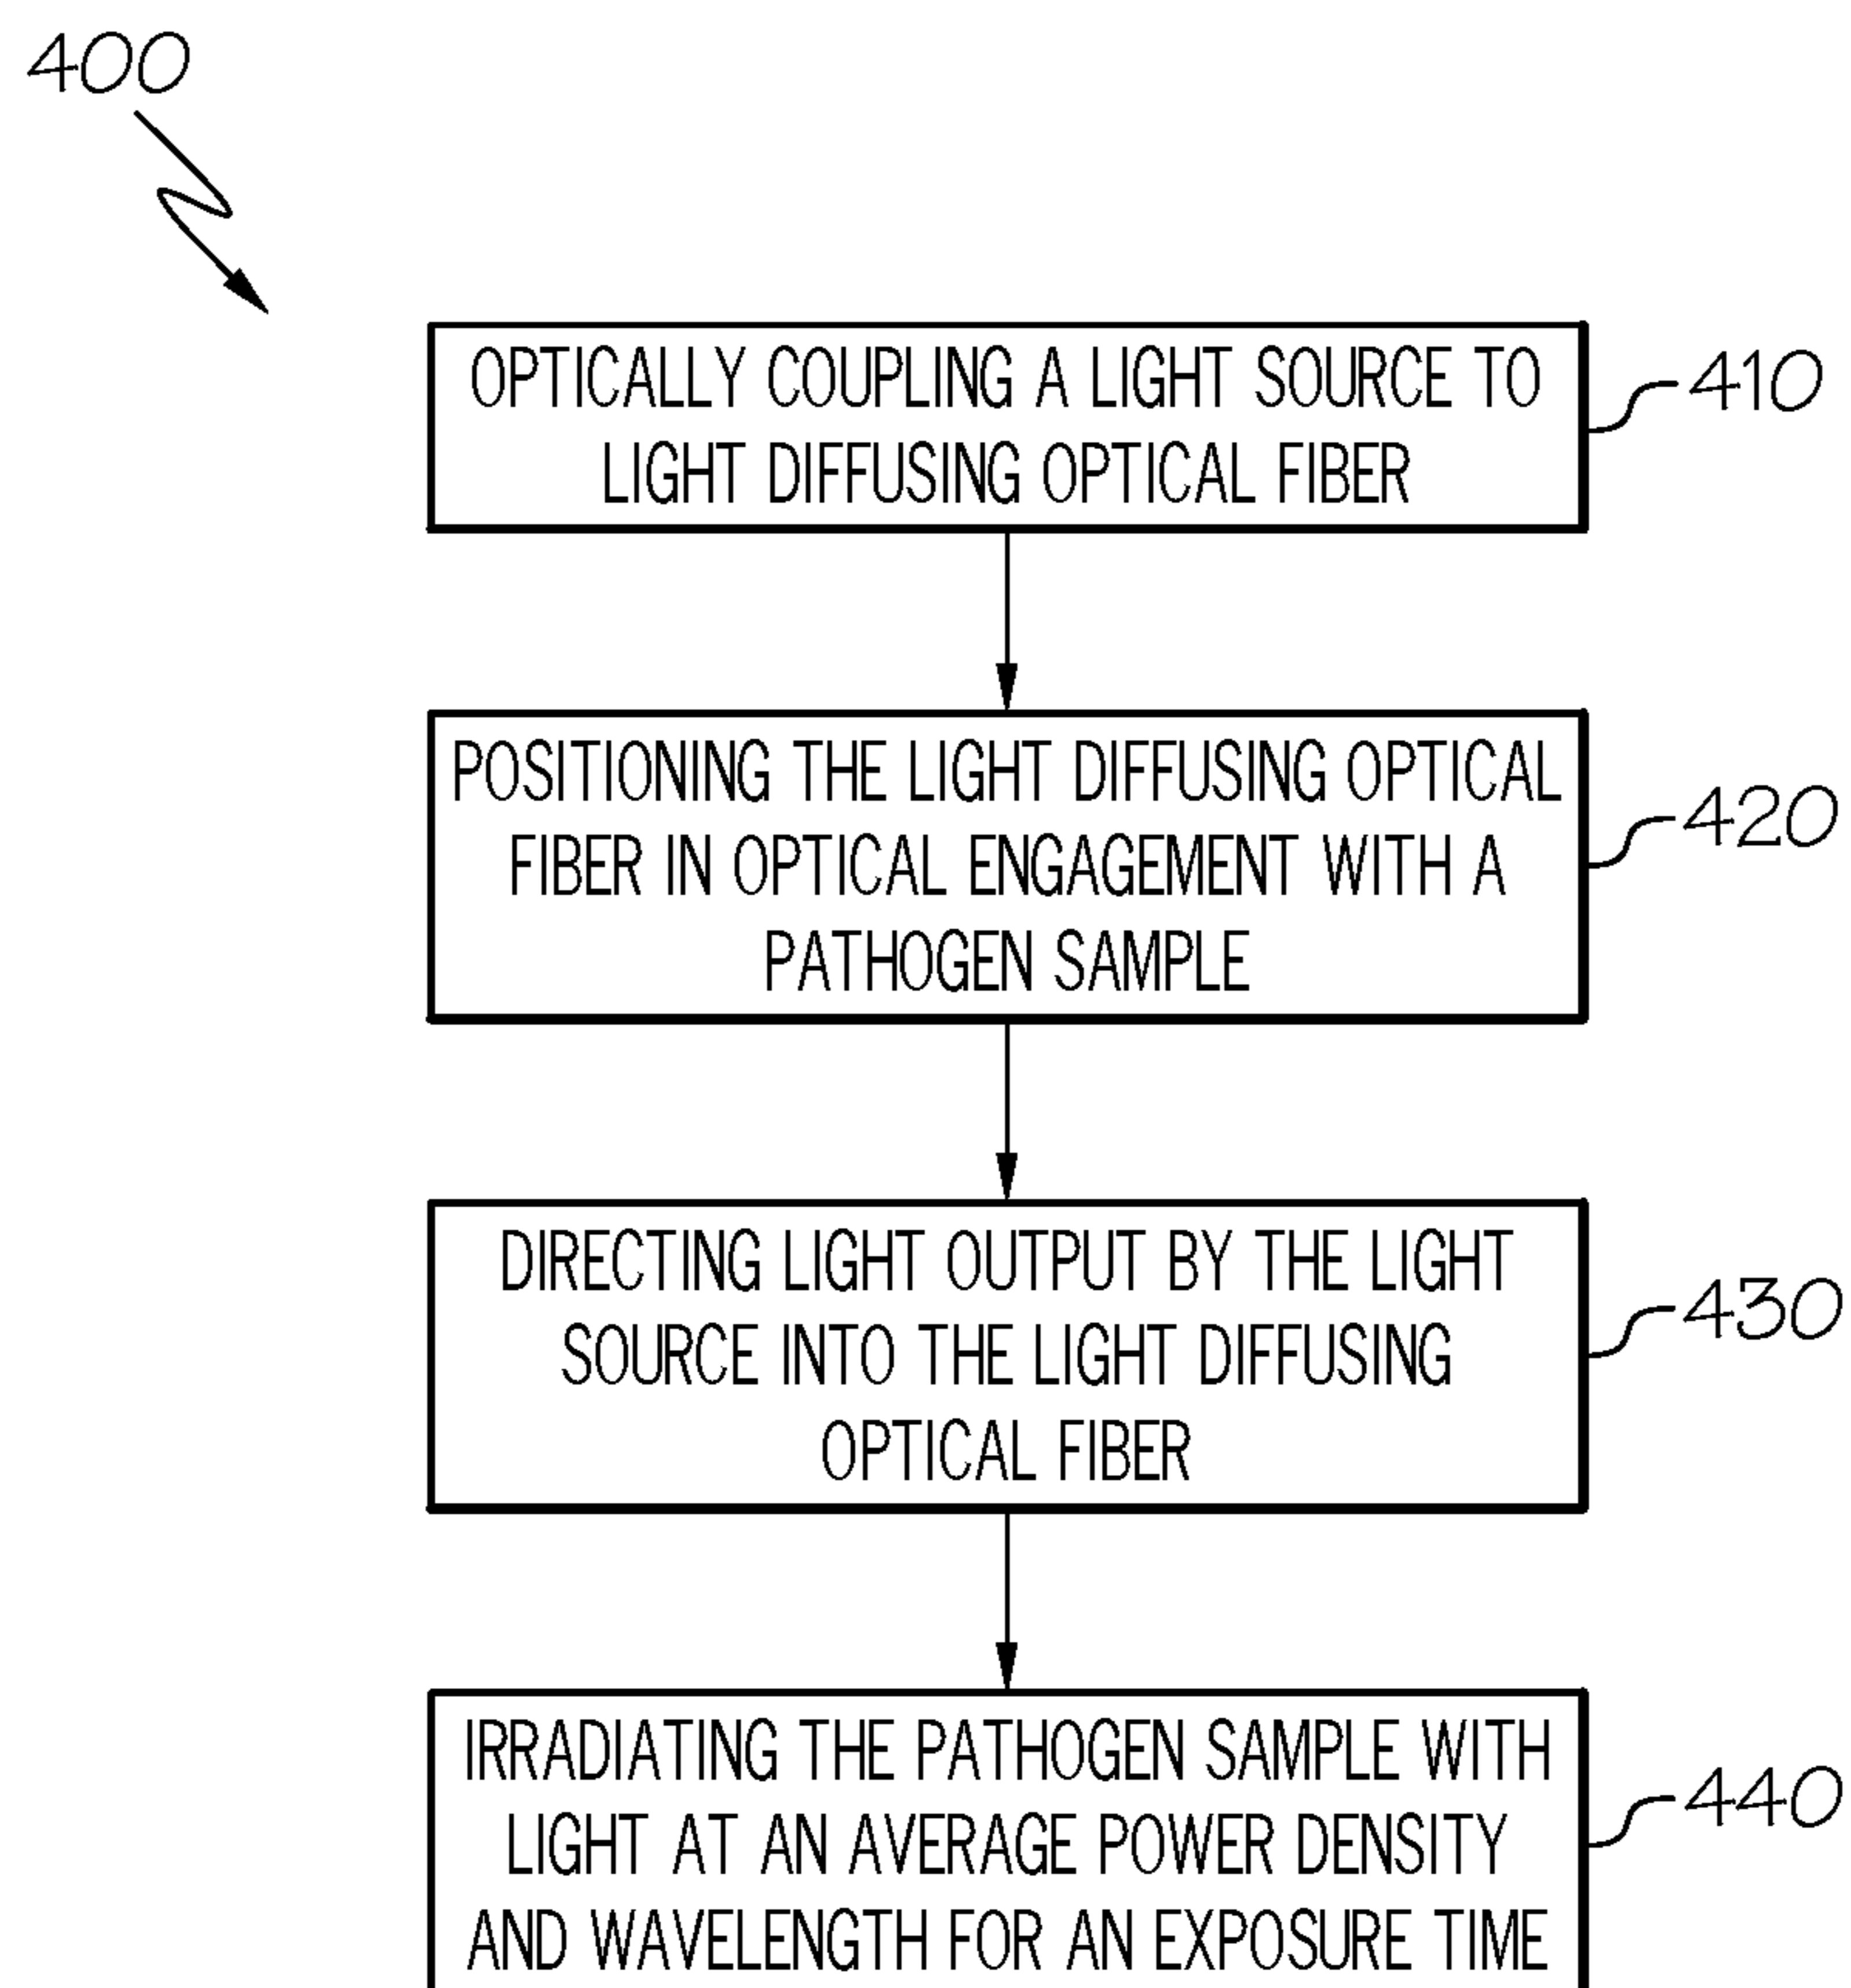 400
OPTICALLY COUPLING A LIGHT SOURCE TO
LIGHT DIFFUSING OPTICAL FIBER
410
POSITIONING THE LIGHT DIFFUSING OPTICAL
FIBER IN OPTICAL ENGAGEMENT WITH A
PATHOGEN SAMPLE
420
DIRECTING LIGHT OUTPUT BY THE LIGHT
SOURCE INTO THE LIGHT DIFFUSING
OPTICAL FIBER
430
IRRADIATING THE PATHOGEN SAMPLE WITH
LIGHT AT AN AVERAGE POWER DENSITY
AND WAVELENGTH FOR AN EXPOSURE TIME
440